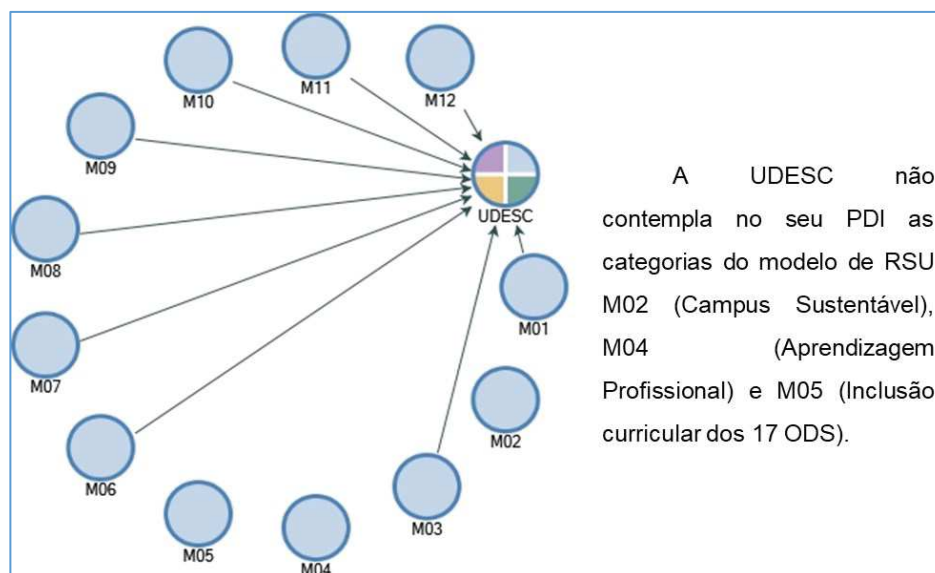 M11
M12
M10
M09
UDESC
M08
M01
M07
M02
M06
M03
M05
M04
A UDESC não
contempla no seu PDI as
categorias do modelo de RSU
M02 (Campus Sustentável),
M04 (Aprendizagem
Profissional) e M05 (Inclusão
curricular dos 17 ODS).